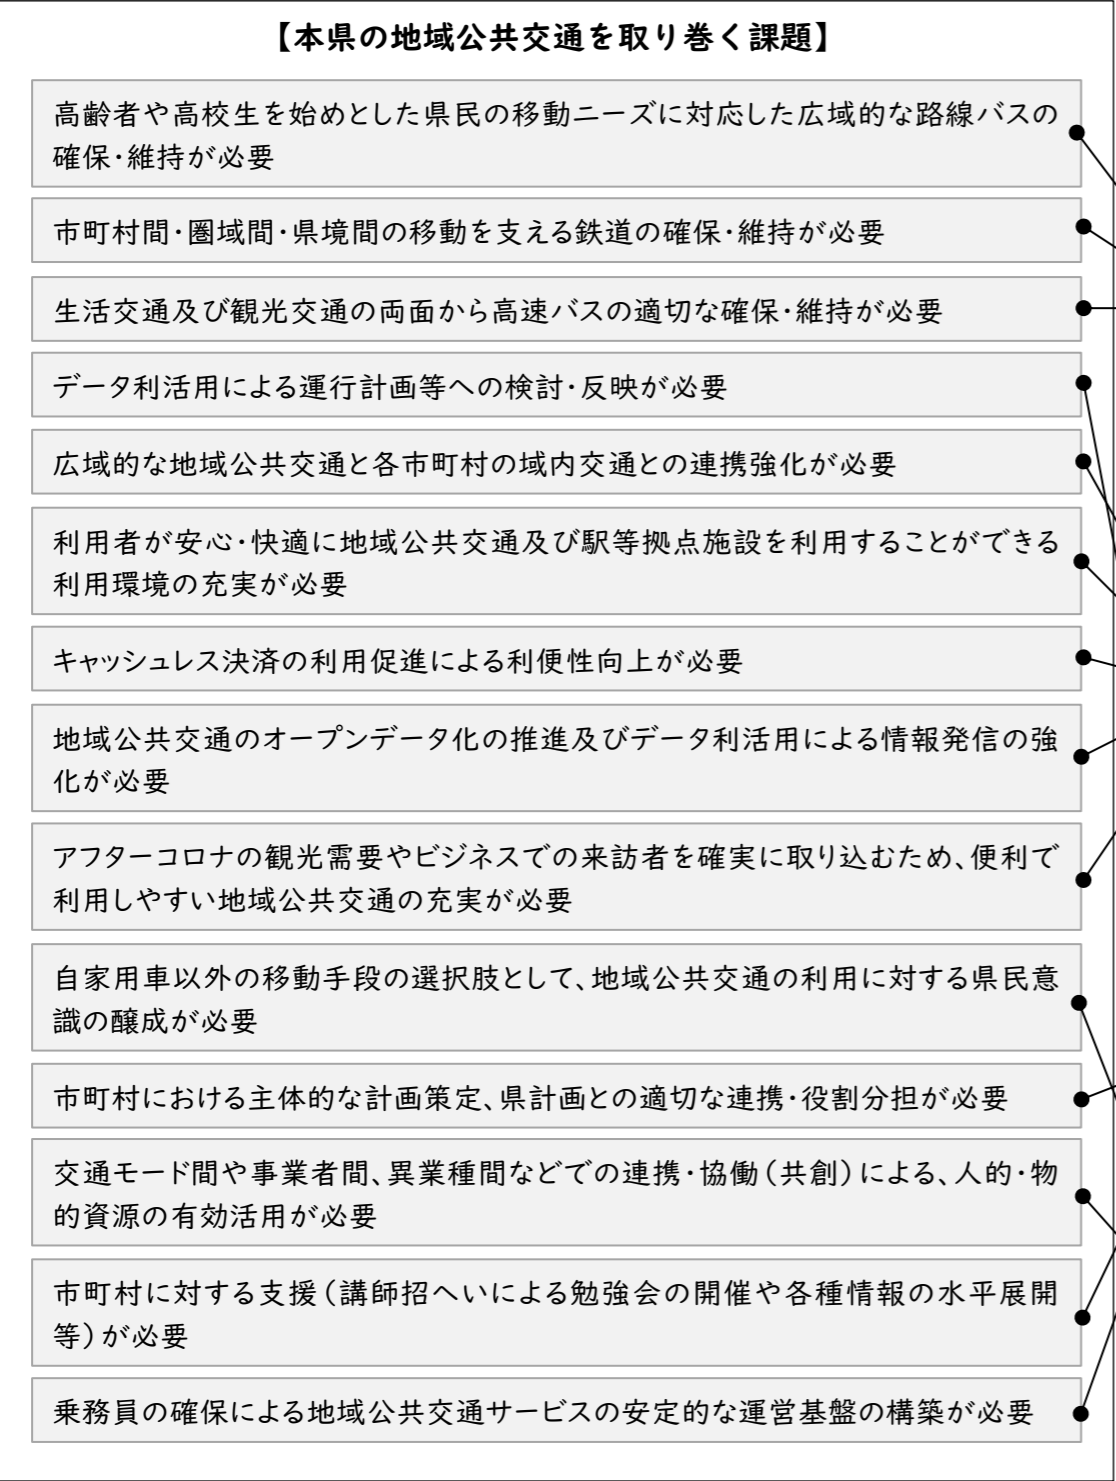 【本県の地域公共交通を取り巻く課題】
高齢者や高校生を始めとした県民の移動ニーズに対応した広域的な路線バスの
確保・維持が必要
市町村間・圏域間・県境間の移動を支える鉄道の確保・維持が必要
生活交通及び観光交通の両面から高速バスの適切な確保・維持が必要
データ利活用による運行計画等への検討・反映が必要
広域的な地域公共交通と各市町村の域内交通との連携強化が必要
利用者が安心・快適に地域公共交通及び駅等拠点施設を利用することができる
利用環境の充実が必要
キャッシュレス決済の利用促進による利便性向上が必要
地域公共交通のオープンデータ化の推進及びデータ利活用による情報発信の強
化が必要
アフターコロナの観光需要やビジネスでの来訪者を確実に取り込むため、便利で
利用しやすい地域公共交通の充実が必要
自家用車以外の移動手段の選択肢として、地域公共交通の利用に対する県民意
識の醸成が必要
市町村における主体的な計画策定、県計画との適切な連携・役割分担が必要
交通モード間や事業者間、異業種間などでの連携・協働（共創）による、人的・物
的資源の有効活用が必要
市町村に対する支援（講師招へいによる勉強会の開催や各種情報の水平展開
等）が必要
乗務員の確保による地域公共交通サービスの安定的な運営基盤の構築が必要